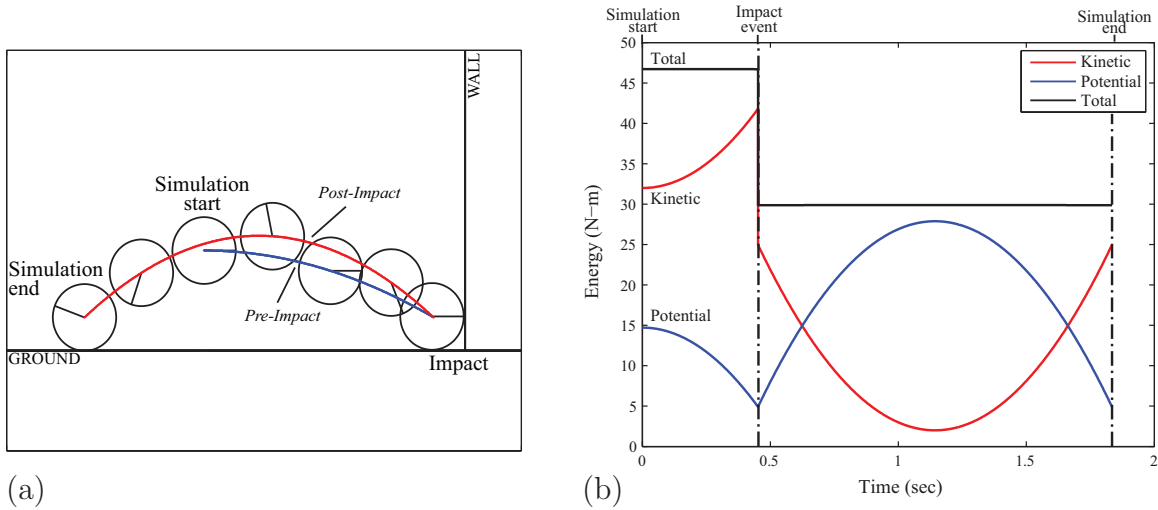 WALL
Simulation
start
Post-Impact
Simulation
end
Pre-Impact
GROUND
Impact
(a)
Simulation
start
Impact
event
Simulation
end
50
45
40
35
30
25
20
15
10
5
0
Energy (N−m)
Total
Kinetic
Potential
Kinetic
Potential
Total
0
0.5
1
1.5
2
Time (sec)
(b)